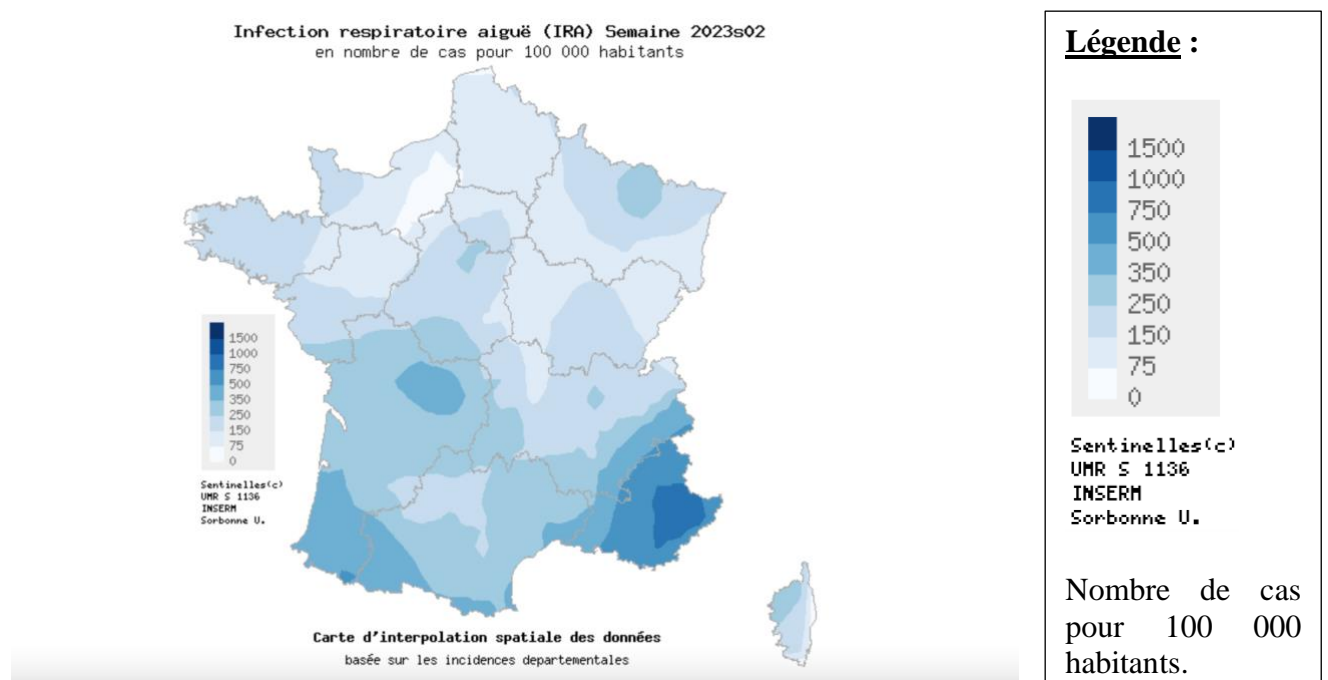 Infection respiratoire aiguë (IRA) Semaine 2023s02
en nombre de cas pour 100 000 habitants
1500
1000
750
500
350
250
150
75
0
Sentinelles(c)
UMR S 1136
INSERM
Sorbonne U.
Carte d'interpolation spatiale des données
basée sur les incidences departementales
Légende :
1500
1000
750
500
350
250
150
75
0
Sentinelles(c)
UMR S 1136
INSERM
Sorbonne U.
Nombre de cas
pour 100 000
habitants.